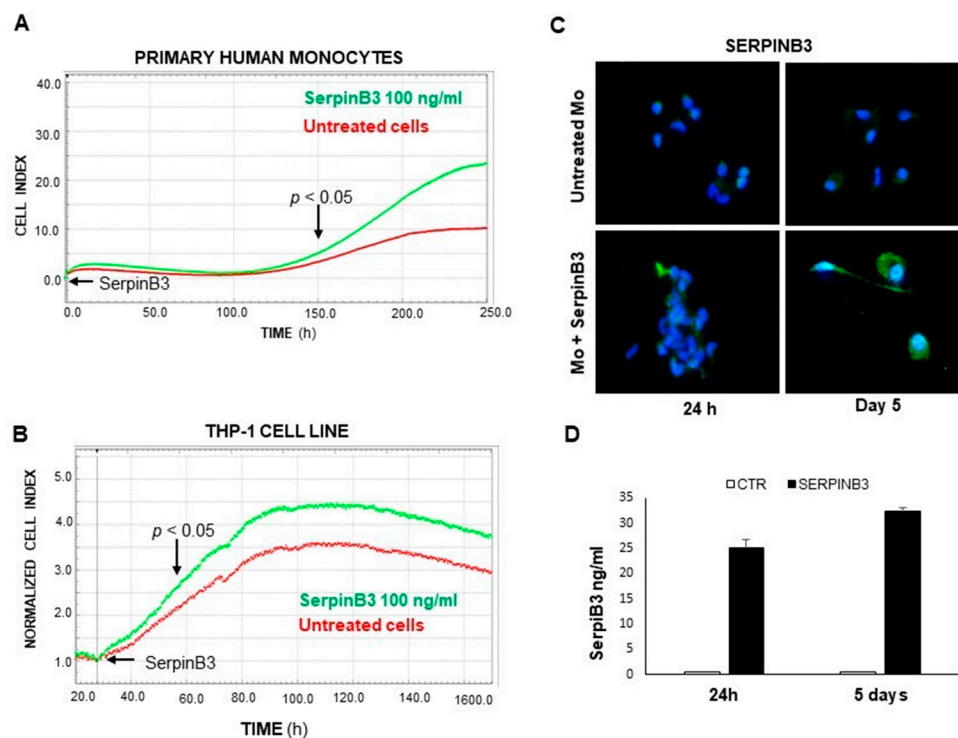 A
PRIMARY HUMAN MONOCYTES
40.0
30.0
20.0
10.0
0.0
CELL INDEX
SerpinB3 100 ng/ml
Untreated cells
p < 0.05
SerpinB3
0.0 50.0 100.0 150.0 200.0 250.0
TIME (h)
B
THP-1 CELL LINE
5.0
4.0
3.0
2.0
1.0
NORMALIZED CELL INDEX
p < 0.05
SerpinB3 100 ng/ml
Untreated cells
SerpinB3
20.0 40.0 60.0 80.0 100.0 120.0 140.0 1600.0
TIME (h)
C
SERPINB3
Untreated Mo
Mo + SerpinB3
24 h Day 5
D
CTR SERPINB3
35
30
25
20
15
10
5
0
SerpiB3 ng/ml
24h 5 days